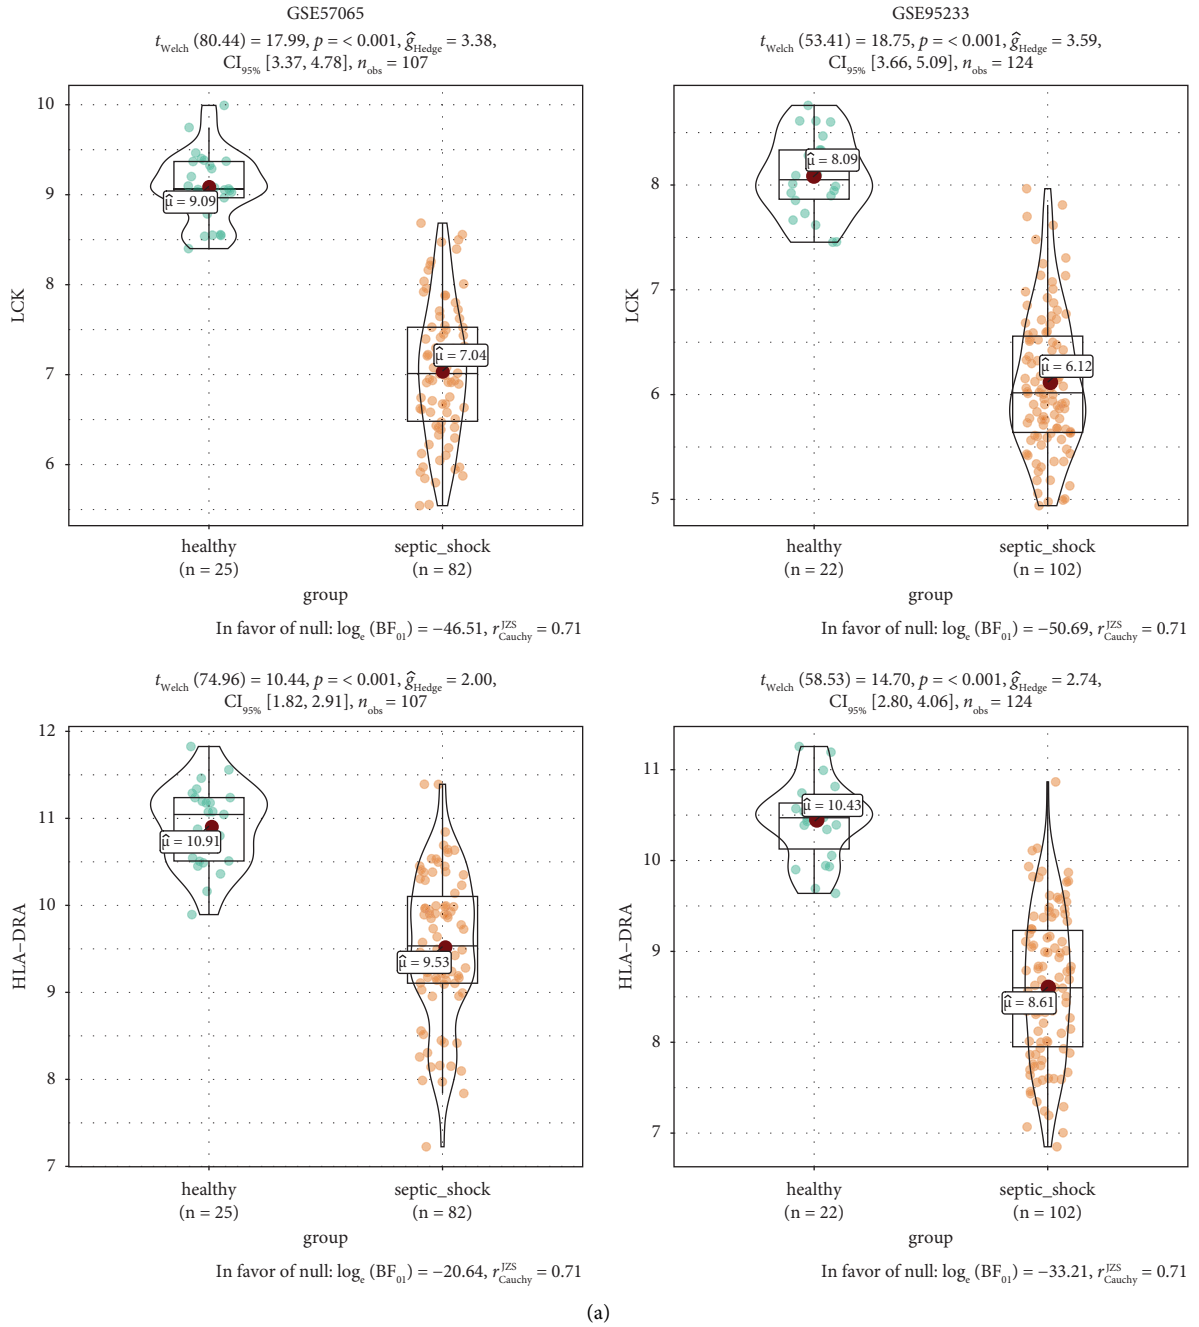 GSE57065
t_Welch (80.44) = 17.99, p = < 0.001, ĝ_Hedge = 3.38,
CI_95% [3.37, 4.78], n_obs = 107
10
9
8
7
6
LCK
μ̂ = 9.09
μ̂ = 7.04
healthy
(n = 25)
septic_shock
(n = 82)
group
In favor of null: log_e (BF_01) = −46.51, r^JZS_Cauchy = 0.71
GSE95233
t_Welch (53.41) = 18.75, p = < 0.001, ĝ_Hedge = 3.59,
CI_95% [3.66, 5.09], n_obs = 124
8
7
6
5
LCK
μ̂ = 8.09
μ̂ = 6.12
healthy
(n = 22)
septic_shock
(n = 102)
group
In favor of null: log_e (BF_01) = −50.69, r^JZS_Cauchy = 0.71
t_Welch (74.96) = 10.44, p = < 0.001, ĝ_Hedge = 2.00,
CI_95% [1.82, 2.91], n_obs = 107
12
11
10
9
8
7
HLA−DRA
μ̂ = 10.91
μ̂ = 9.53
healthy
(n = 25)
septic_shock
(n = 82)
group
In favor of null: log_e (BF_01) = −20.64, r^JZS_Cauchy = 0.71
t_Welch (58.53) = 14.70, p = < 0.001, ĝ_Hedge = 2.74,
CI_95% [2.80, 4.06], n_obs = 124
11
10
9
8
7
HLA−DRA
μ̂ = 10.43
μ̂ = 8.61
healthy
(n = 22)
septic_shock
(n = 102)
group
In favor of null: log_e (BF_01) = −33.21, r^JZS_Cauchy = 0.71
(a)